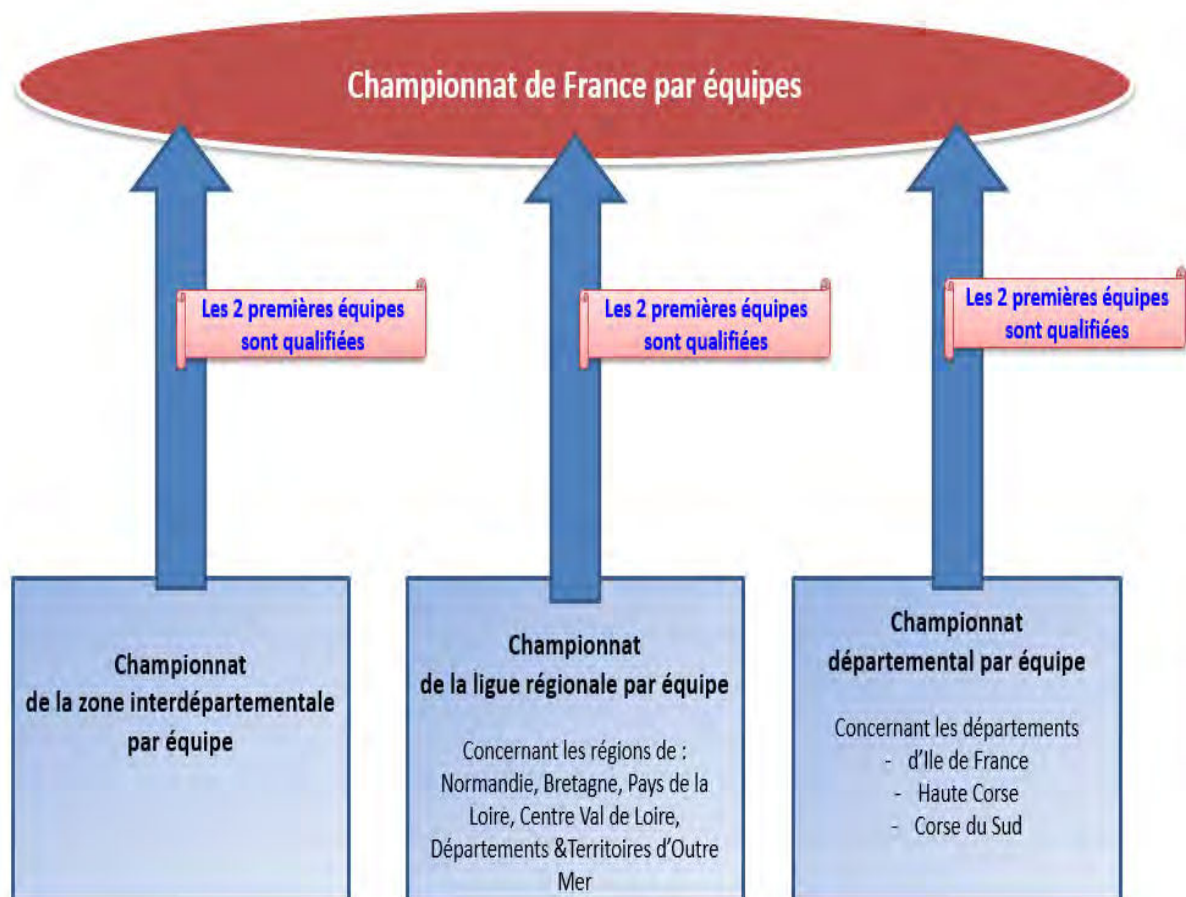 Championnat de France par équipes
Les 2 premières équipes
sont qualifiées
Les 2 premières équipes
sont qualifiées
Les 2 premières équipes
sont qualifiées
Championnat
de la zone interdépartementale
par équipe
Championnat
de la ligue régionale par équipe
Concernant les régions de :
Normandie, Bretagne, Pays de la
Loire, Centre Val de Loire,
Départements &Territoires d'Outre
Mer
Championnat
départemental par équipe
Concernant les départements
- d'Ile de France
- Haute Corse
- Corse du Sud